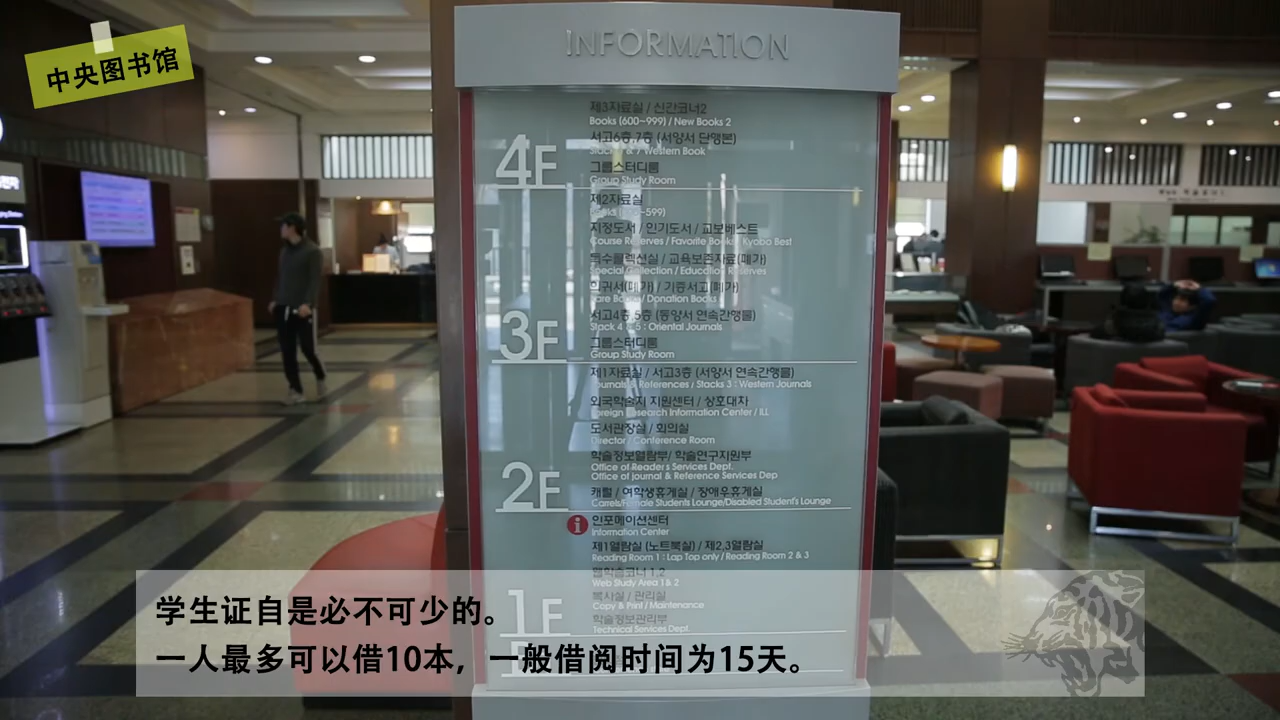 中央图书馆
INFORMATION
4F
제3자료실 / 신간코너2
Books (600~999) / New Books 2
서고6층,7층 (서양서 단행본)
Western Book
그룹스터디룸
Group Study Room
3F
제2자료실
지정도서 / 인기도서 / 교보베스트
Course Reserves / Favorite Books / Kyobo Best
특수컬렉션실 / 교육보존자료(폐가)
Special Collection / Education Reserves
귀서(폐가) / 기증서고(폐가)
Rare Books / Donation Books
서고4층,5층 (동양서 연속간행물)
Stack 4 & 5 : Oriental Journals
그룹스터디룸
Group Study Room
2F
제1자료실 / 서고3층 (서양서 연속간행물)
Journals & References / Stacks 3 : Western Journals
외국학술지 지원센터 / 상호대차
Foreign Research Information Center / ILL
도서관장실 / 회의실
Director / Conference Room
학술정보열람부/ 학술연구지원부
Office of Reader's Services Dept.
Office of journal & Reference Services Dep
캐럴 / 여학생휴게실 / 장애우휴게실
Carrels/Female Students Lounge/Disabled Student's Lounge
1F
i 인포메이션센터
Information Center
제1열람실 (노트북실) / 제2,3열람실
Reading Room 1 : Lap Top only / Reading Room 2 & 3
웹학습코너 1,2
Web Study Area 1 & 2
복사실 / 관리실
Copy & Print / Maintenance
학술정보관리부
Technical Services Dept.
学生证自是必不可少的。
一人最多可以借10本，一般借阅时间为15天。